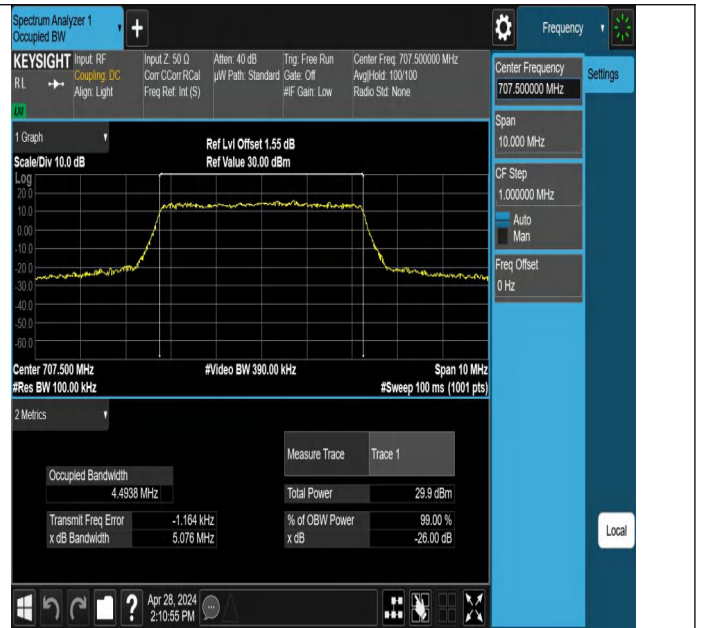 Spectrum Analyzer 1
Occupied BW
+
Frequency
KEYSIGHT
RL
Input: RF
Coupling: DC
Align: Light
Input Z: 50 Ω
Corr CCorr RCal
Freq Ref: Int (S)
Atten: 40 dB
µW Path: Standard
Trig: Free Run
Gate: Off
#IF Gain: Low
Center Freq: 707.500000 MHz
Avg|Hold: 100/100
Radio Std: None
LXI
1 Graph
Scale/Div 10.0 dB
Ref Lvl Offset 1.55 dB
Ref Value 30.00 dBm
Log
20.0
10.0
0.00
-10.0
-20.0
-30.0
-40.0
-50.0
-60.0
Center 707.500 MHz
#Video BW 390.00 kHz
Span 10 MHz
#Res BW 100.00 kHz
#Sweep 100 ms (1001 pts)
2 Metrics
Measure Trace
Trace 1
Occupied Bandwidth
4.4938 MHz
Total Power
29.9 dBm
Transmit Freq Error
-1.164 kHz
% of OBW Power
99.00 %
x dB Bandwidth
5.076 MHz
x dB
-26.00 dB
Center Frequency
707.500000 MHz
Settings
Span
10.000 MHz
CF Step
1.000000 MHz
Auto
Man
Freq Offset
0 Hz
Local
?
Apr 28, 2024
2:10:55 PM